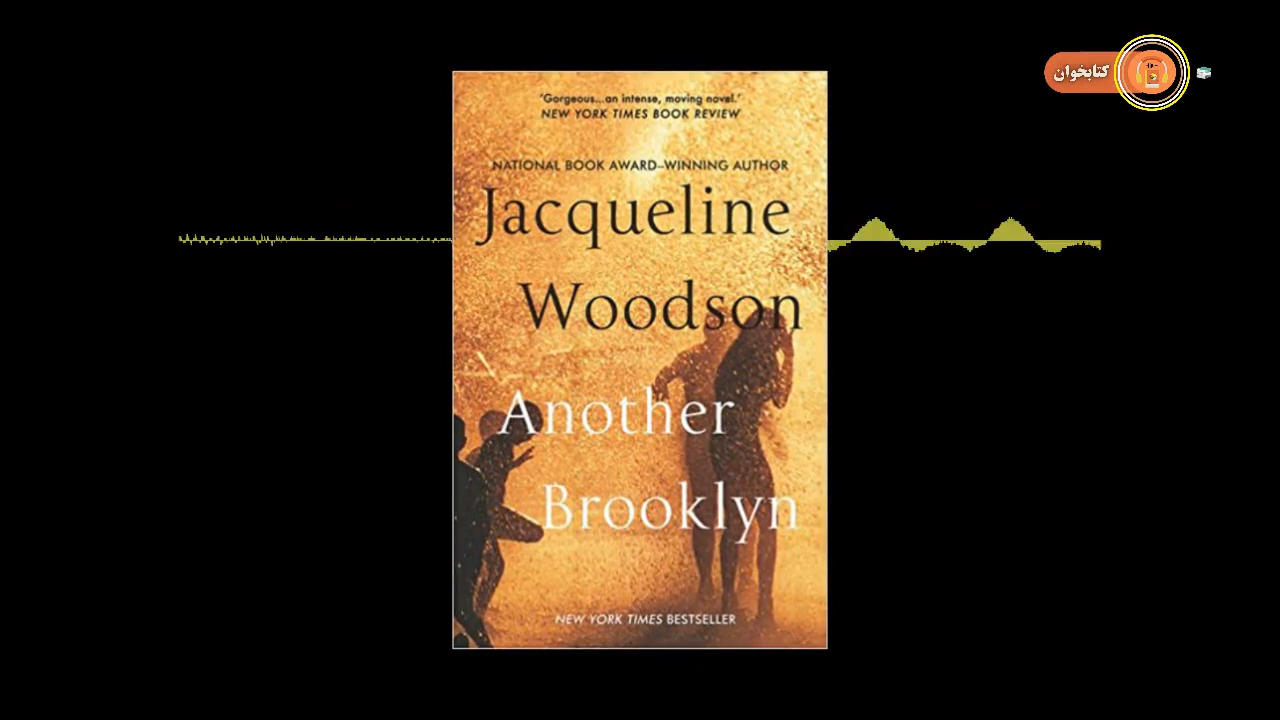 کتابخوان
‘Gorgeous...an intense, moving novel.’
NEW YORK TIMES BOOK REVIEW
NATIONAL BOOK AWARD–WINNING AUTHOR
Jacqueline
Woodson
Another
Brooklyn
NEW YORK TIMES BESTSELLER